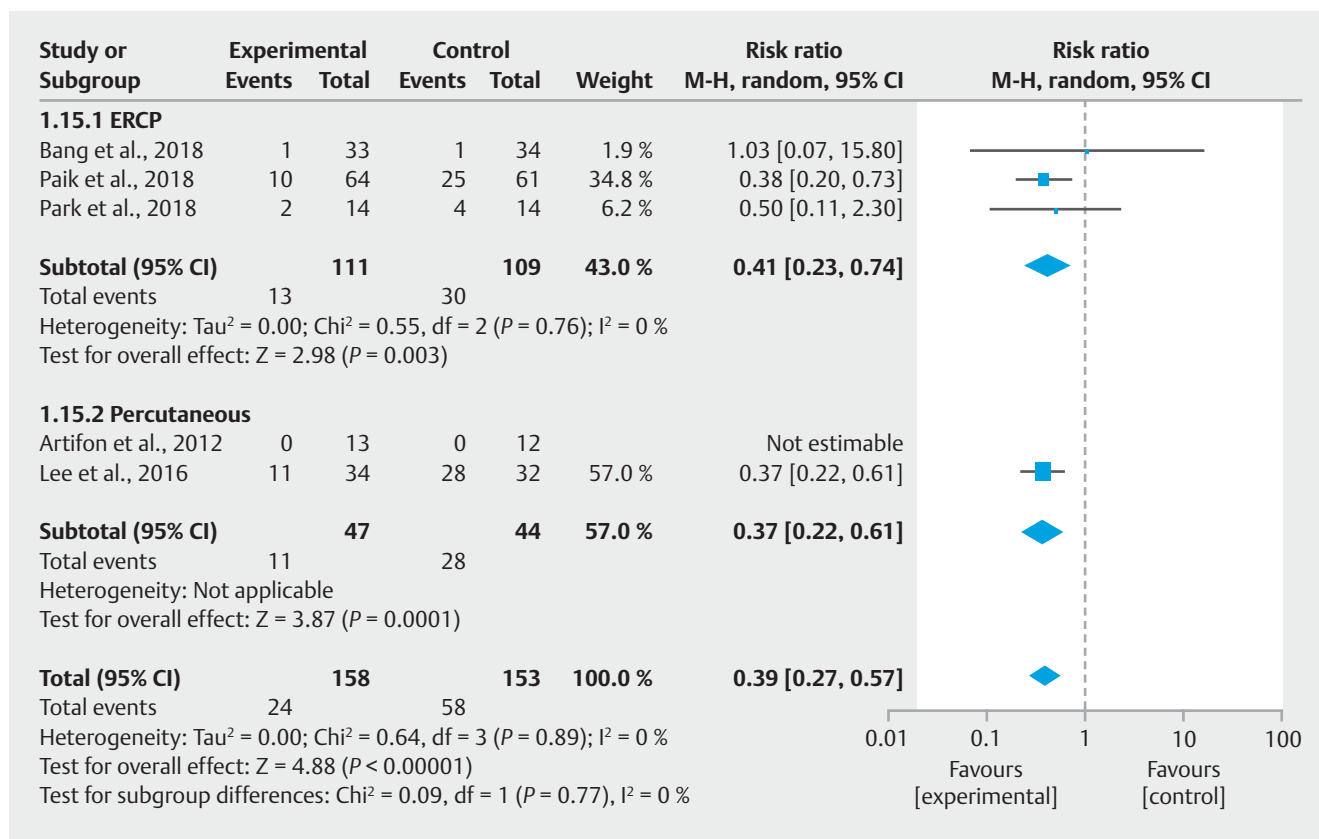 Study or Experimental Control Risk ratio Risk ratio
Subgroup Events Total Events Total Weight M-H, random, 95% CI M-H, random, 95% CI
1.15.1 ERCP
Bang et al., 2018 1 33 1 34 1.9 % 1.03 [0.07, 15.80]
Paik et al., 2018 10 64 25 61 34.8 % 0.38 [0.20, 0.73]
Park et al., 2018 2 14 4 14 6.2 % 0.50 [0.11, 2.30]
Subtotal (95% CI) 111 109 43.0 % 0.41 [0.23, 0.74]
Total events 13 30
Heterogeneity: Tau² = 0.00; Chi² = 0.55, df = 2 (P = 0.76); I² = 0 %
Test for overall effect: Z = 2.98 (P = 0.003)
1.15.2 Percutaneous
Artifon et al., 2012 0 13 0 12 Not estimable
Lee et al., 2016 11 34 28 32 57.0 % 0.37 [0.22, 0.61]
Subtotal (95% CI) 47 44 57.0 % 0.37 [0.22, 0.61]
Total events 11 28
Heterogeneity: Not applicable
Test for overall effect: Z = 3.87 (P = 0.0001)
Total (95% CI) 158 153 100.0 % 0.39 [0.27, 0.57]
Total events 24 58
Heterogeneity: Tau² = 0.00; Chi² = 0.64, df = 3 (P = 0.89); I² = 0 %
Test for overall effect: Z = 4.88 (P < 0.00001)
Test for subgroup differences: Chi² = 0.09, df = 1 (P = 0.77), I² = 0 %
0.01 0.1 1 10 100
Favours Favours
[experimental] [control]